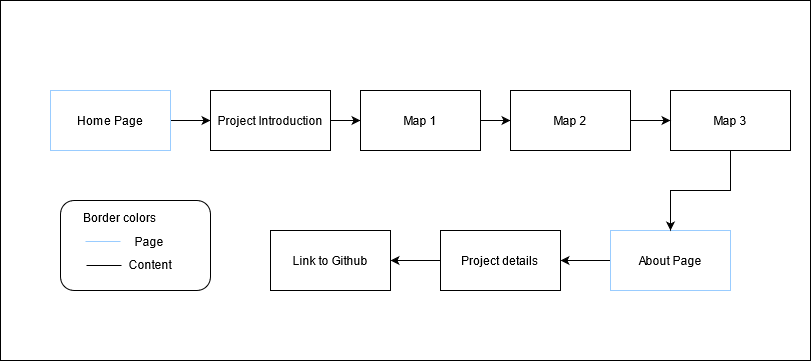 Home Page
Project Introduction
Map 1
Map 2
Map 3
Border colors
Page
Content
Link to Github
Project details
About Page